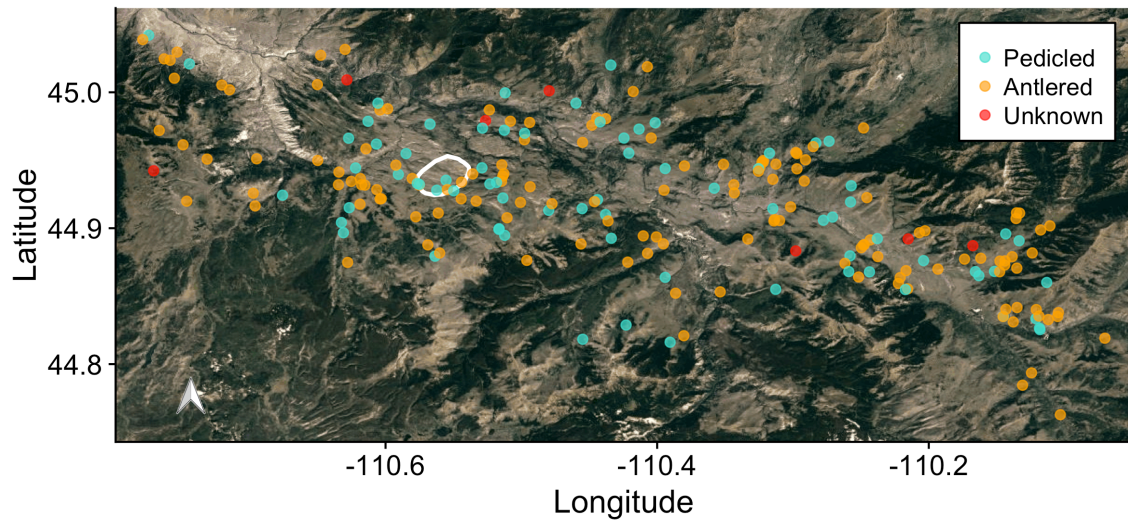 Pedicled
Antlered
Unknown
45.0
44.9
44.8
Latitude
-110.6
-110.4
-110.2
Longitude